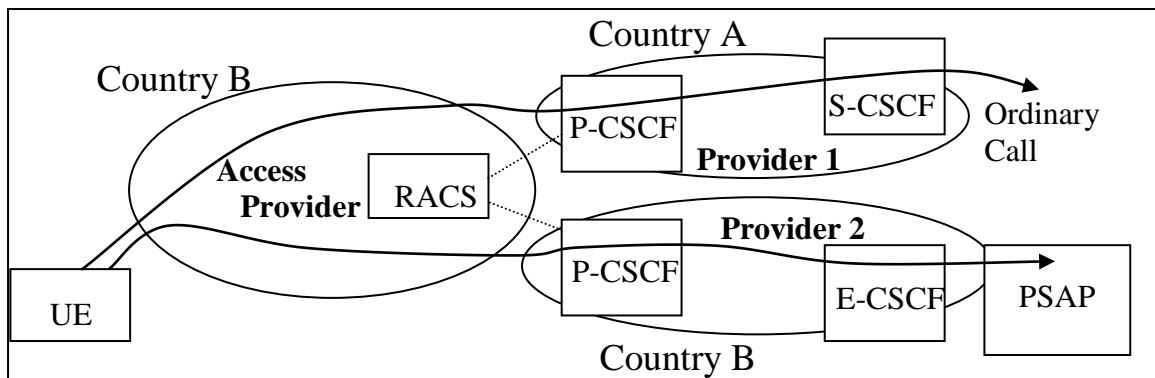 Country A
Country B
P-CSCF
S-CSCF
Ordinary
Call
Provider 1
Access
Provider
RACS
Provider 2
P-CSCF
E-CSCF
PSAP
UE
Country B